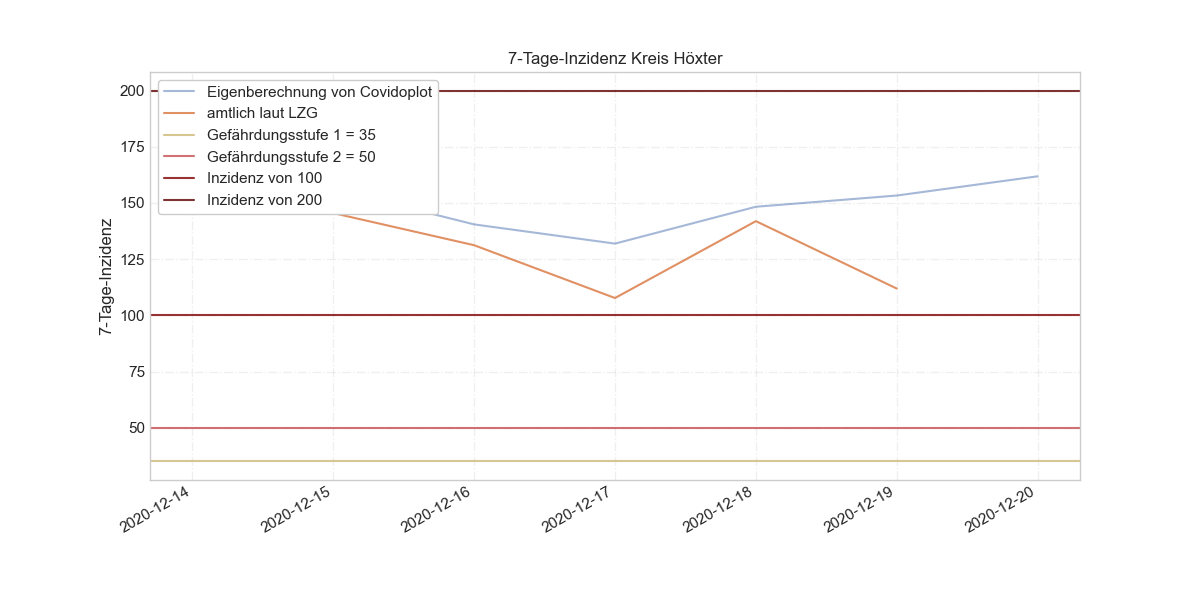 7-Tage-Inzidenz Kreis Höxter
200
175
150
125
100
75
50
7-Tage-Inzidenz
Eigenberechnung von Covidoplot
amtlich laut LZG
Gefährdungsstufe 1 = 35
Gefährdungsstufe 2 = 50
Inzidenz von 100
Inzidenz von 200
2020-12-14
2020-12-15
2020-12-16
2020-12-17
2020-12-18
2020-12-19
2020-12-20